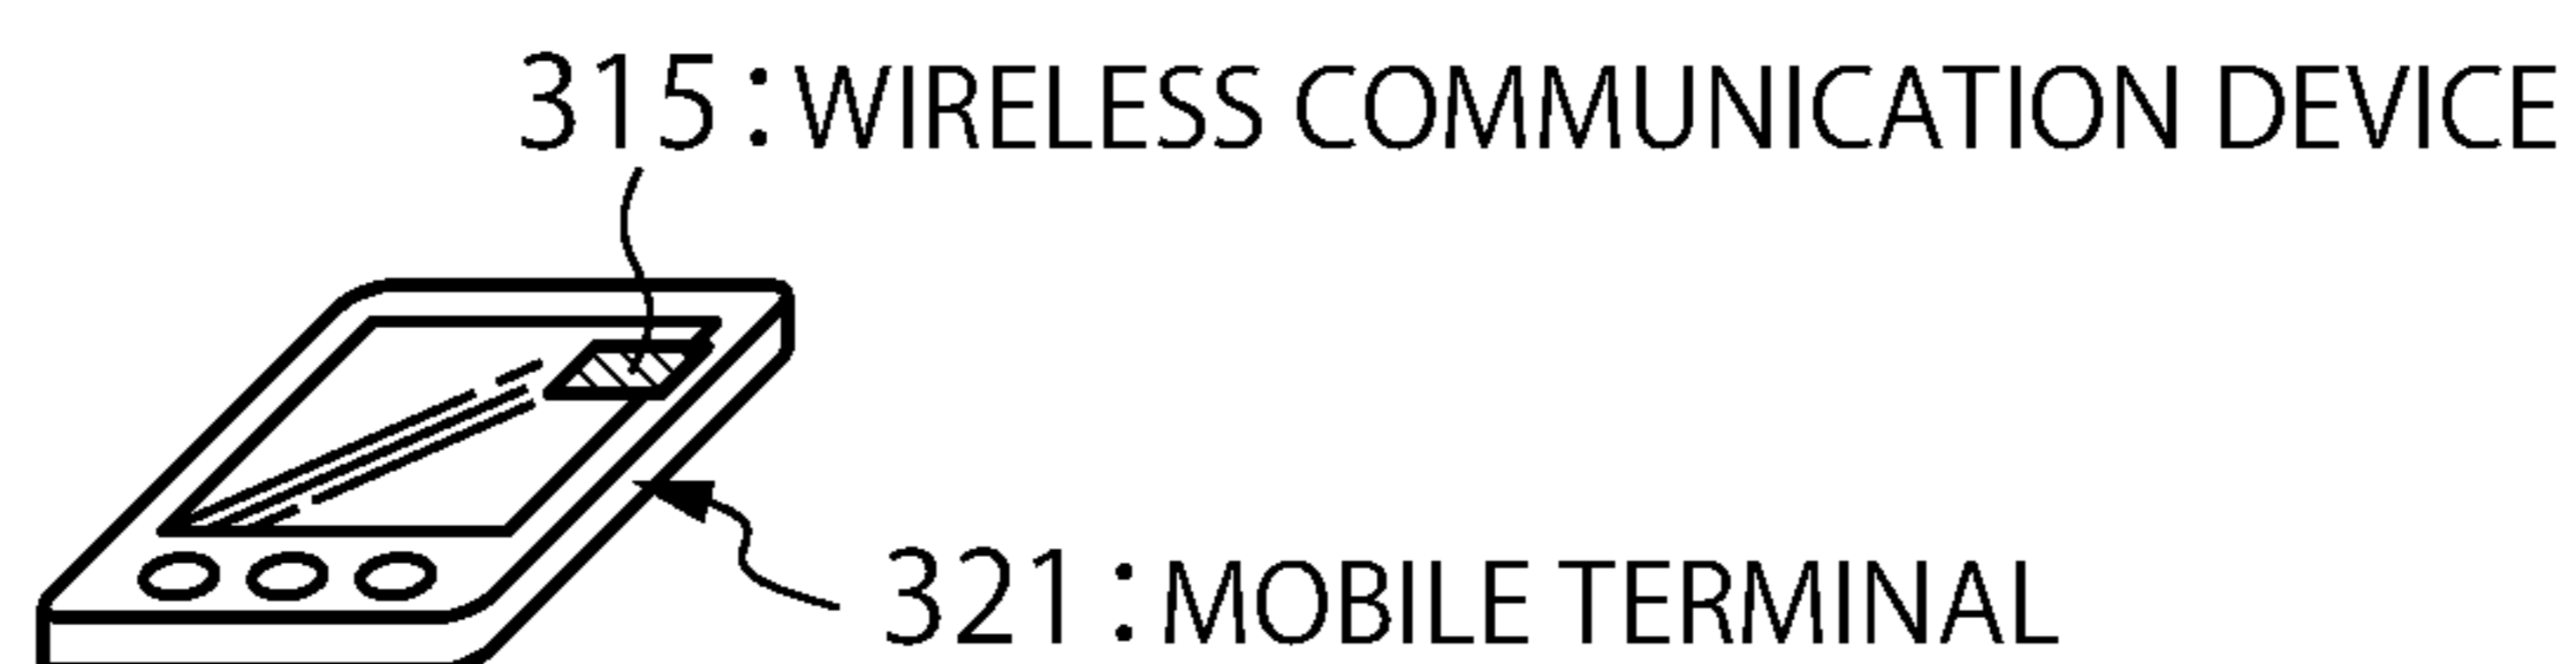 315 : WIRELESS COMMUNICATION DEVICE
321 : MOBILE TERMINAL